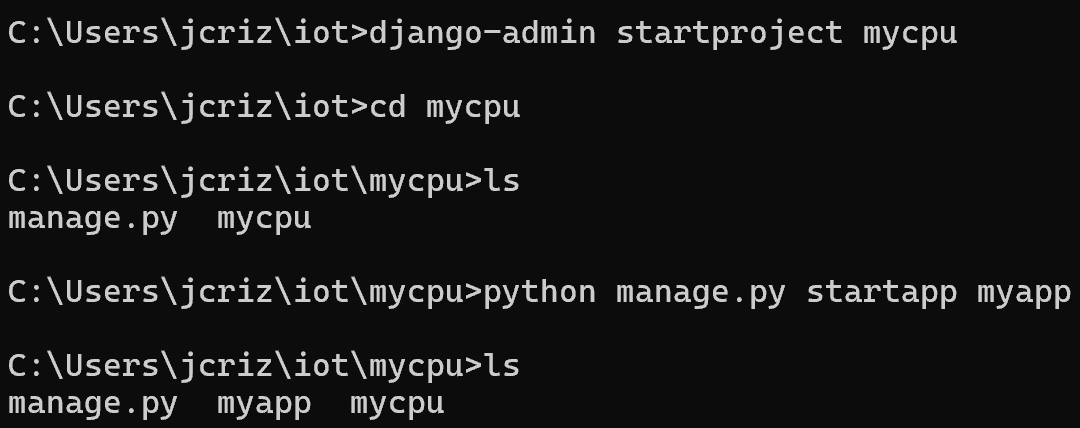 C:\Users\jcriz\iot>django-admin startproject mycpu
C:\Users\jcriz\iot>cd mycpu
C:\Users\jcriz\iot\mycpu>ls
manage.py  mycpu
C:\Users\jcriz\iot\mycpu>python manage.py startapp myapp
C:\Users\jcriz\iot\mycpu>ls
manage.py  myapp  mycpu